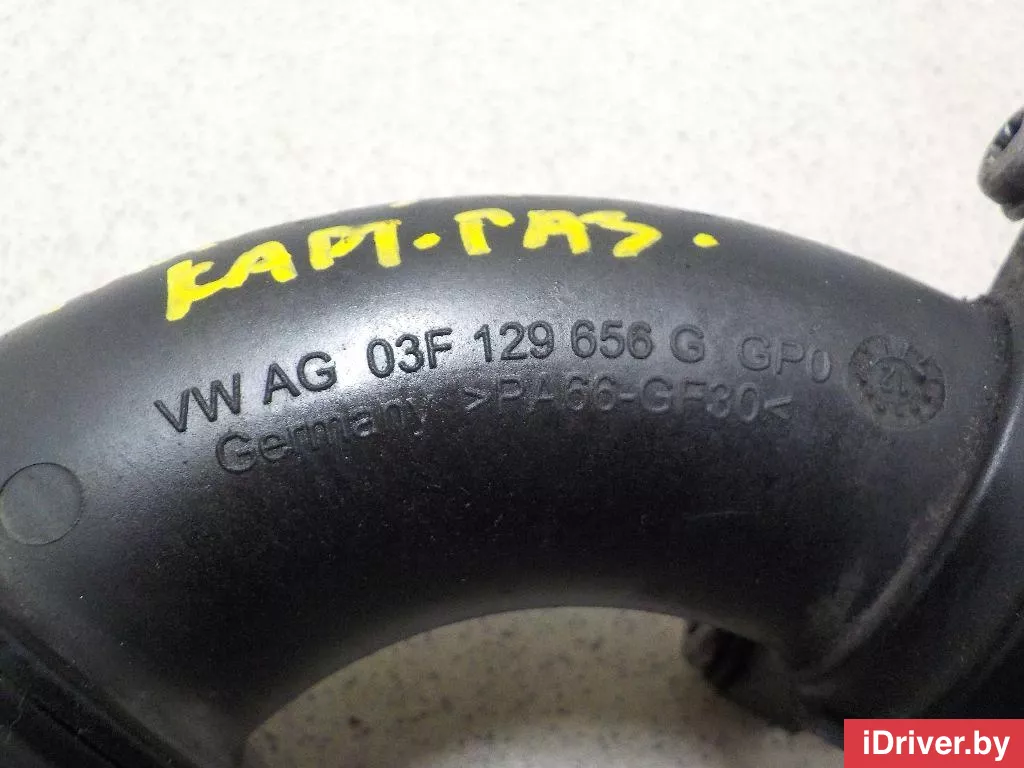 КАРТ. ГАЗ.
VW AG 03F 129 656 G GP0
Germany >PA66-GF30<
iDriver.by